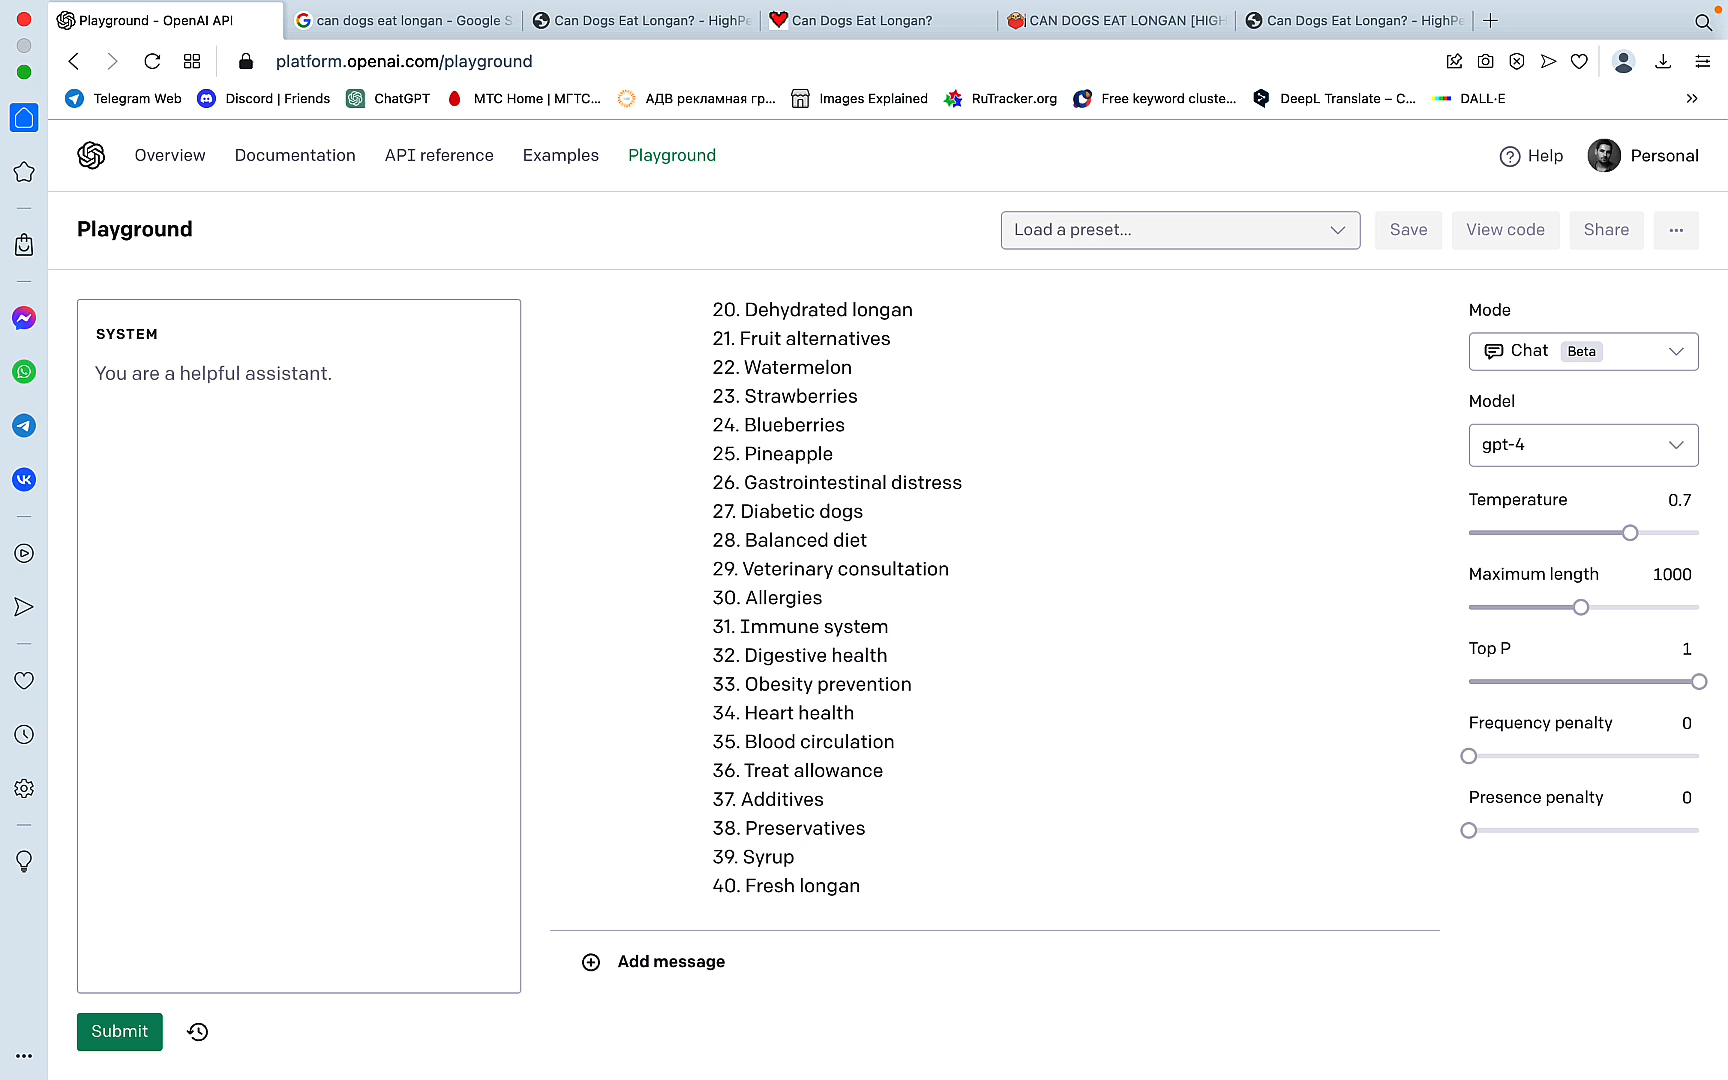 Playground - OpenAI API
can dogs eat longan - Google S
Can Dogs Eat Longan? - HighPe
Can Dogs Eat Longan?
CAN DOGS EAT LONGAN [HIGH
Can Dogs Eat Longan? - HighPe
platform.openai.com/playground
Telegram Web
Discord | Friends
ChatGPT
МТС Home | МГТС...
АДВ рекламная гр...
Images Explained
RuTracker.org
Free keyword cluste...
DeepL Translate – C...
DALL·E
Overview
Documentation
API reference
Examples
Playground
Help
Personal
Playground
Load a preset...
Save
View code
Share
...
SYSTEM
You are a helpful assistant.
20. Dehydrated longan
21. Fruit alternatives
22. Watermelon
23. Strawberries
24. Blueberries
25. Pineapple
26. Gastrointestinal distress
27. Diabetic dogs
28. Balanced diet
29. Veterinary consultation
30. Allergies
31. Immune system
32. Digestive health
33. Obesity prevention
34. Heart health
35. Blood circulation
36. Treat allowance
37. Additives
38. Preservatives
39. Syrup
40. Fresh longan
Add message
Submit
Mode
Chat Beta
Model
gpt-4
Temperature 0.7
Maximum length 1000
Top P 1
Frequency penalty 0
Presence penalty 0